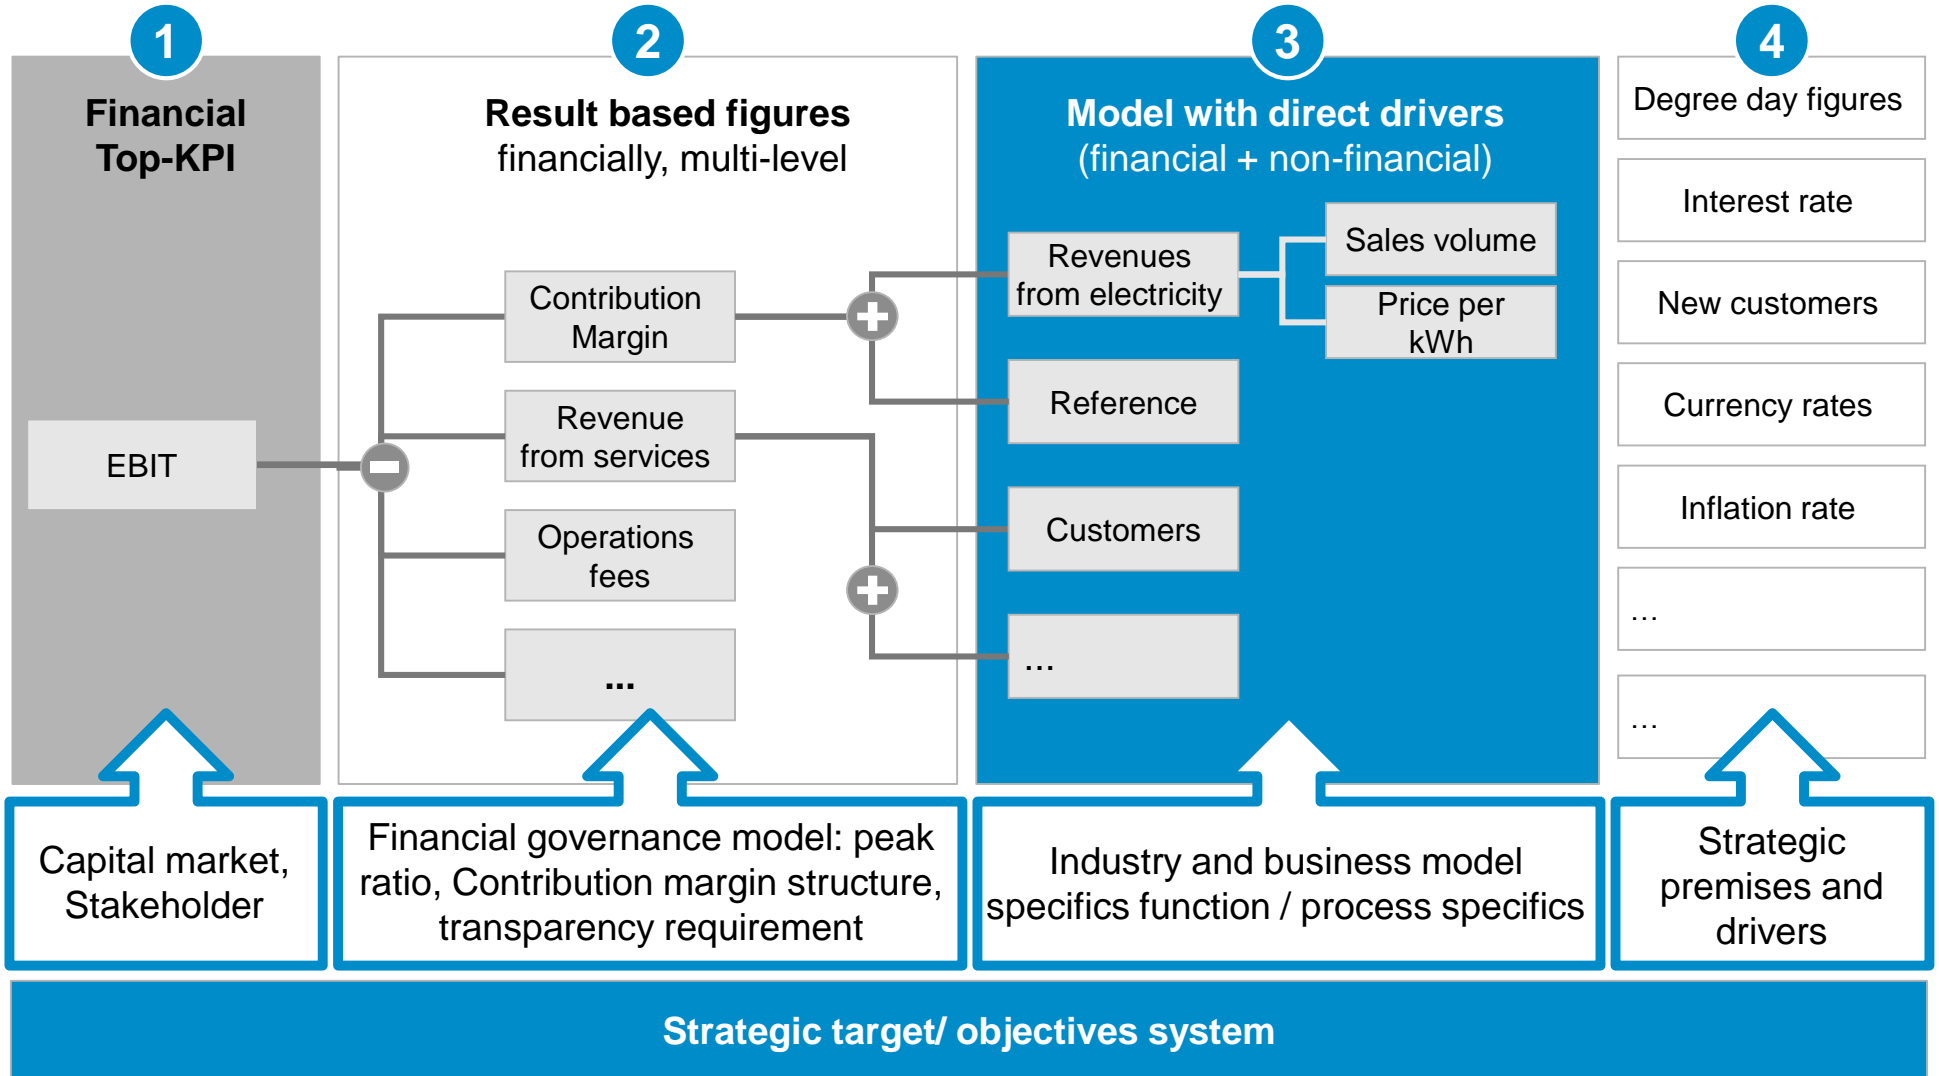 1
Financial
Top-KPI
EBIT
Capital market,
Stakeholder
2
Result based figures
financially, multi-level
Contribution
Margin
Revenue
from services
Operations
fees
...
Financial governance model: peak
ratio, Contribution margin structure,
transparency requirement
3
Model with direct drivers
(financial + non-financial)
Revenues
from electricity
Sales volume
Price per
kWh
Reference
Customers
...
Industry and business model
specifics function / process specifics
4
Degree day figures
Interest rate
New customers
Currency rates
Inflation rate
...
...
Strategic
premises and
drivers
Strategic target/ objectives system